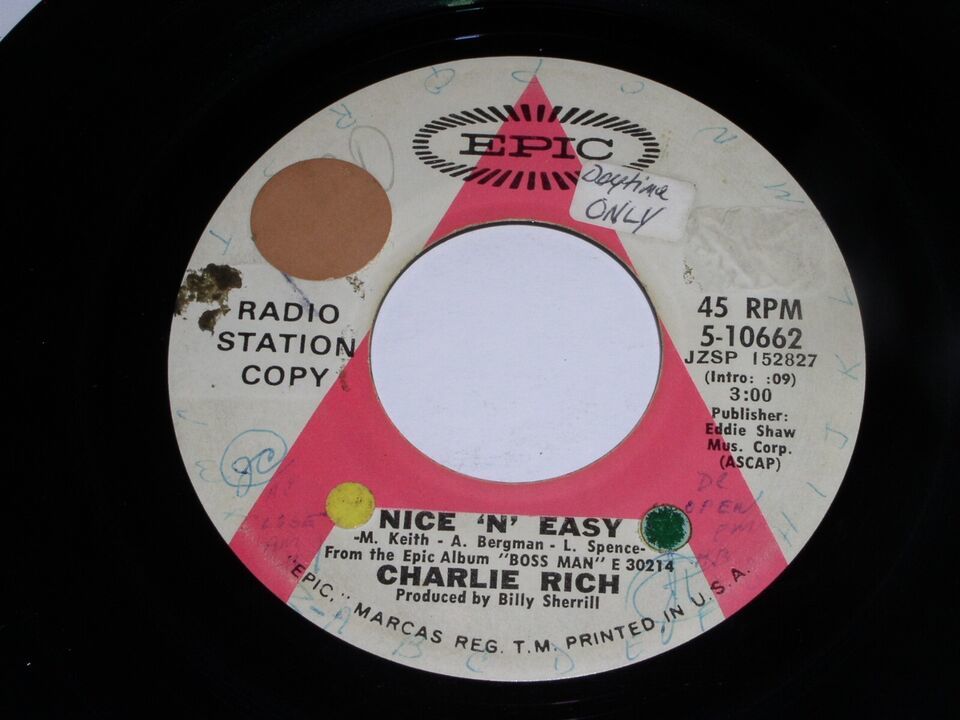 EPIC
Daytime
ONLY
RADIO
STATION
COPY
45 RPM
5-10662
JZSP 152827
(Intro: :09)
3:00
Publisher:
Eddie Shaw
Mus. Corp.
(ASCAP)
NICE 'N' EASY
-M. Keith - A. Bergman - L. Spence-
From the Epic Album "BOSS MAN" E 30214
CHARLIE RICH
Produced by Billy Sherrill
"EPIC," MARCAS REG. T.M. PRINTED IN U.S.A.